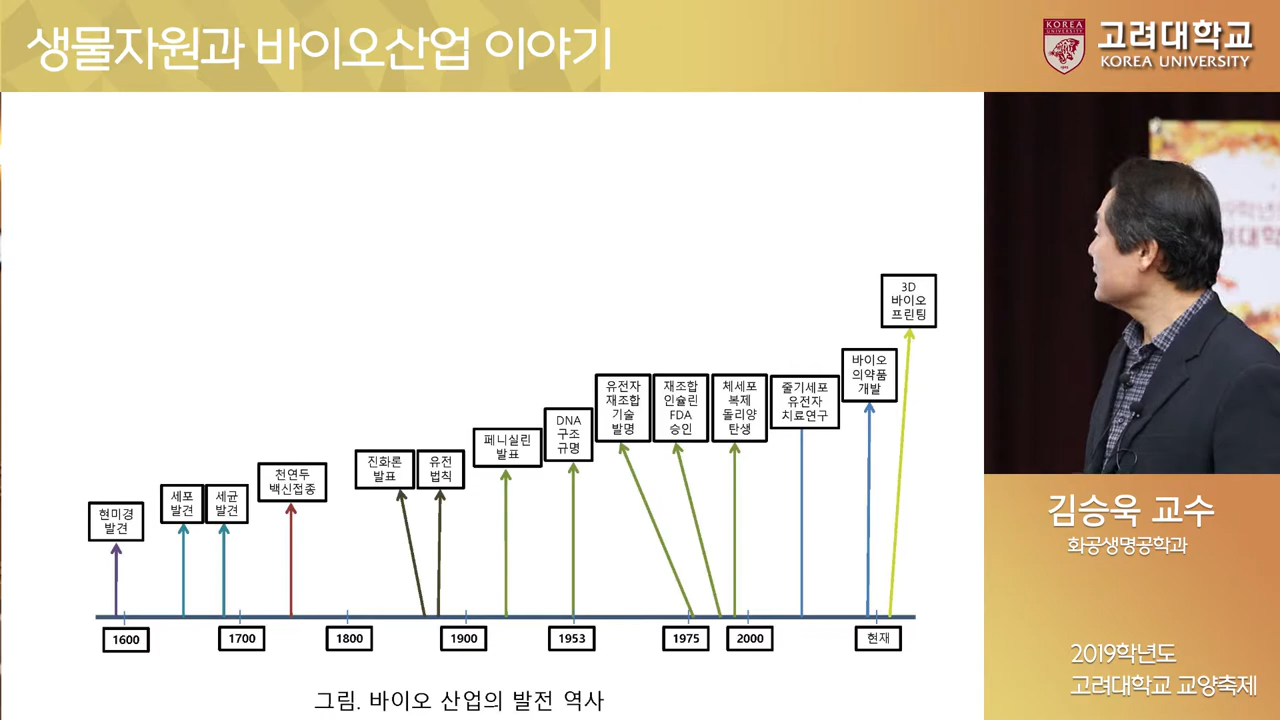 생물자원과 바이오산업 이야기
KOREA
UNIVERSITY
고려대학교
KOREA UNIVERSITY
3D
바이오
프린팅
바이오
의약품
개발
유전자
재조합
기술
발명
재조합
인슐린
FDA
승인
체세포
복제
돌리양
탄생
줄기세포
유전자
치료연구
DNA
구조
규명
페니실린
발표
진화론
발표
유전
법칙
천연두
백신접종
세포
발견
세균
발견
현미경
발견
1600
1700
1800
1900
1953
1975
2000
현재
그림. 바이오 산업의 발전 역사
김승욱 교수
화공생명공학과
2019학년도
고려대학교 교양축제